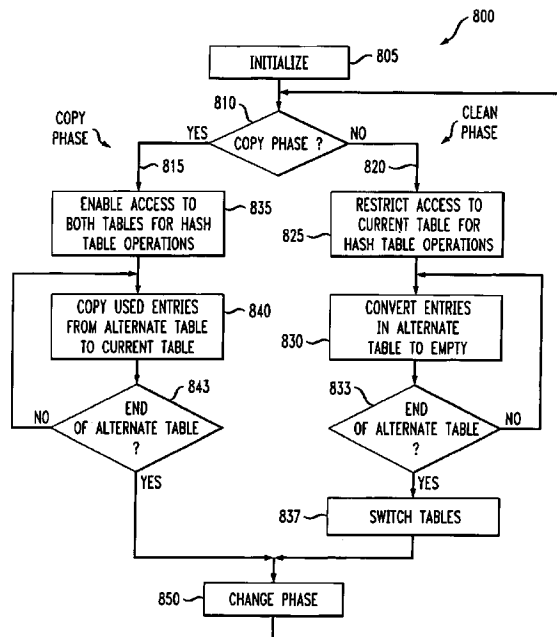 800
INITIALIZE
805
810
COPY
PHASE
CLEAN
PHASE
YES
COPY PHASE ?
NO
815
820
ENABLE ACCESS TO
BOTH TABLES FOR HASH
TABLE OPERATIONS
835
RESTRICT ACCESS TO
CURRENT TABLE FOR
HASH TABLE OPERATIONS
825
COPY USED ENTRIES
FROM ALTERNATE TABLE
TO CURRENT TABLE
840
CONVERT ENTRIES
IN ALTERNATE
TABLE TO EMPTY
830
843
END
OF ALTERNATE TABLE
?
NO
YES
833
END
OF ALTERNATE TABLE
?
NO
YES
837
SWITCH TABLES
850
CHANGE PHASE